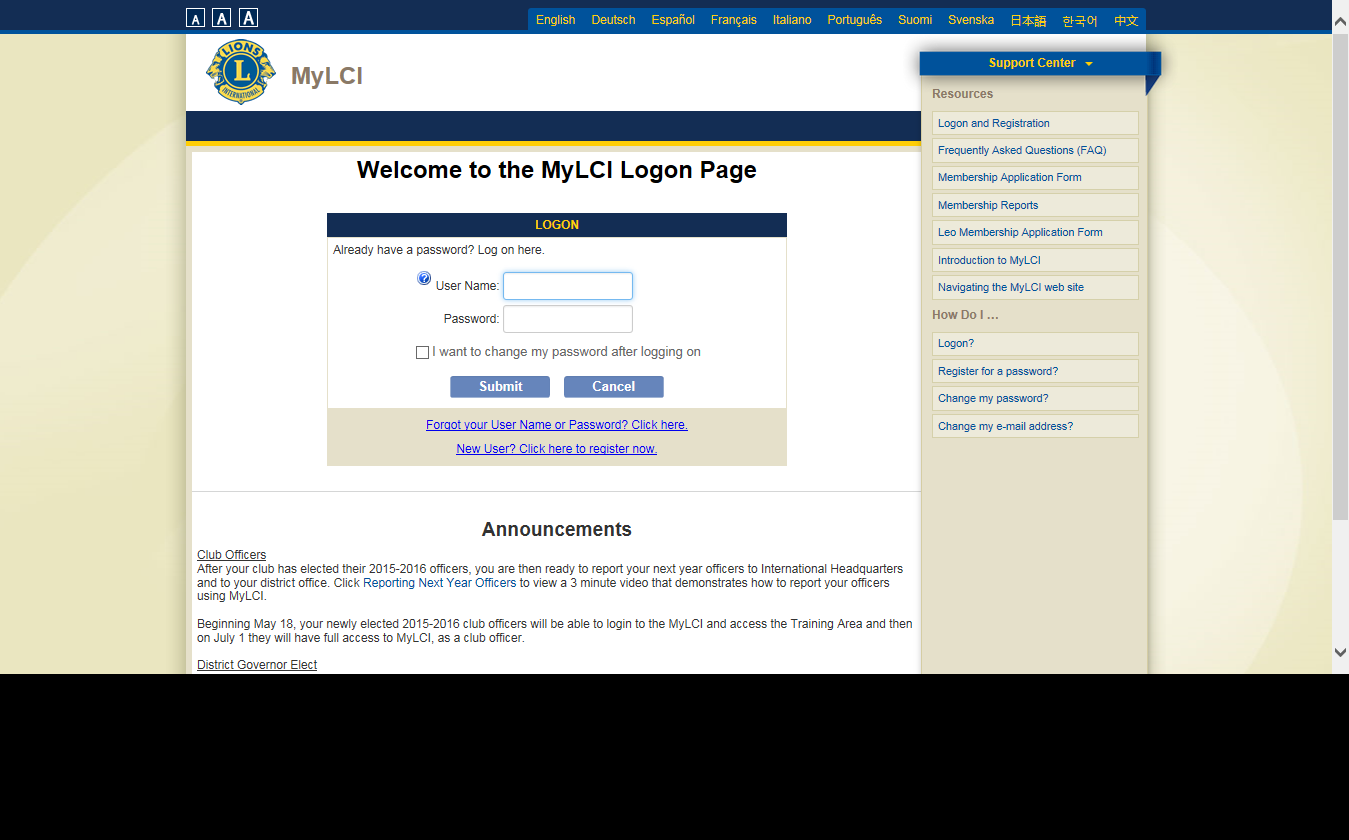 A A A
English Deutsch Español Français Italiano Português Suomi Svenska 日本語 한국어 中文
LIONS
L
INTERNATIONAL
MyLCI
Support Center
Resources
Logon and Registration
Frequently Asked Questions (FAQ)
Membership Application Form
Membership Reports
Leo Membership Application Form
Introduction to MyLCI
Navigating the MyLCI web site
How Do I ...
Logon?
Register for a password?
Change my password?
Change my e-mail address?
Welcome to the MyLCI Logon Page
LOGON
Already have a password? Log on here.
? User Name:
Password:
I want to change my password after logging on
Submit Cancel
Forgot your User Name or Password? Click here.
New User? Click here to register now.
Announcements
Club Officers
After your club has elected their 2015-2016 officers, you are then ready to report your next year officers to International Headquarters
and to your district office. Click Reporting Next Year Officers to view a 3 minute video that demonstrates how to report your officers
using MyLCI.
Beginning May 18, your newly elected 2015-2016 club officers will be able to login to the MyLCI and access the Training Area and then
on July 1 they will have full access to MyLCI, as a club officer.
District Governor Elect